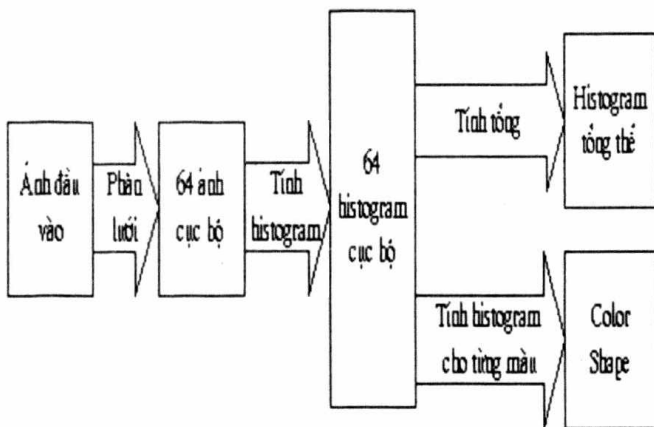 Ảnh đầu
vào
Phân
lưới
64 ảnh
cục bộ
Tính
histogram
64
histogram
cục bộ
Tính tổng
Histogram
tổng thể
Tính histogram
cho từng màu
Color
Shape